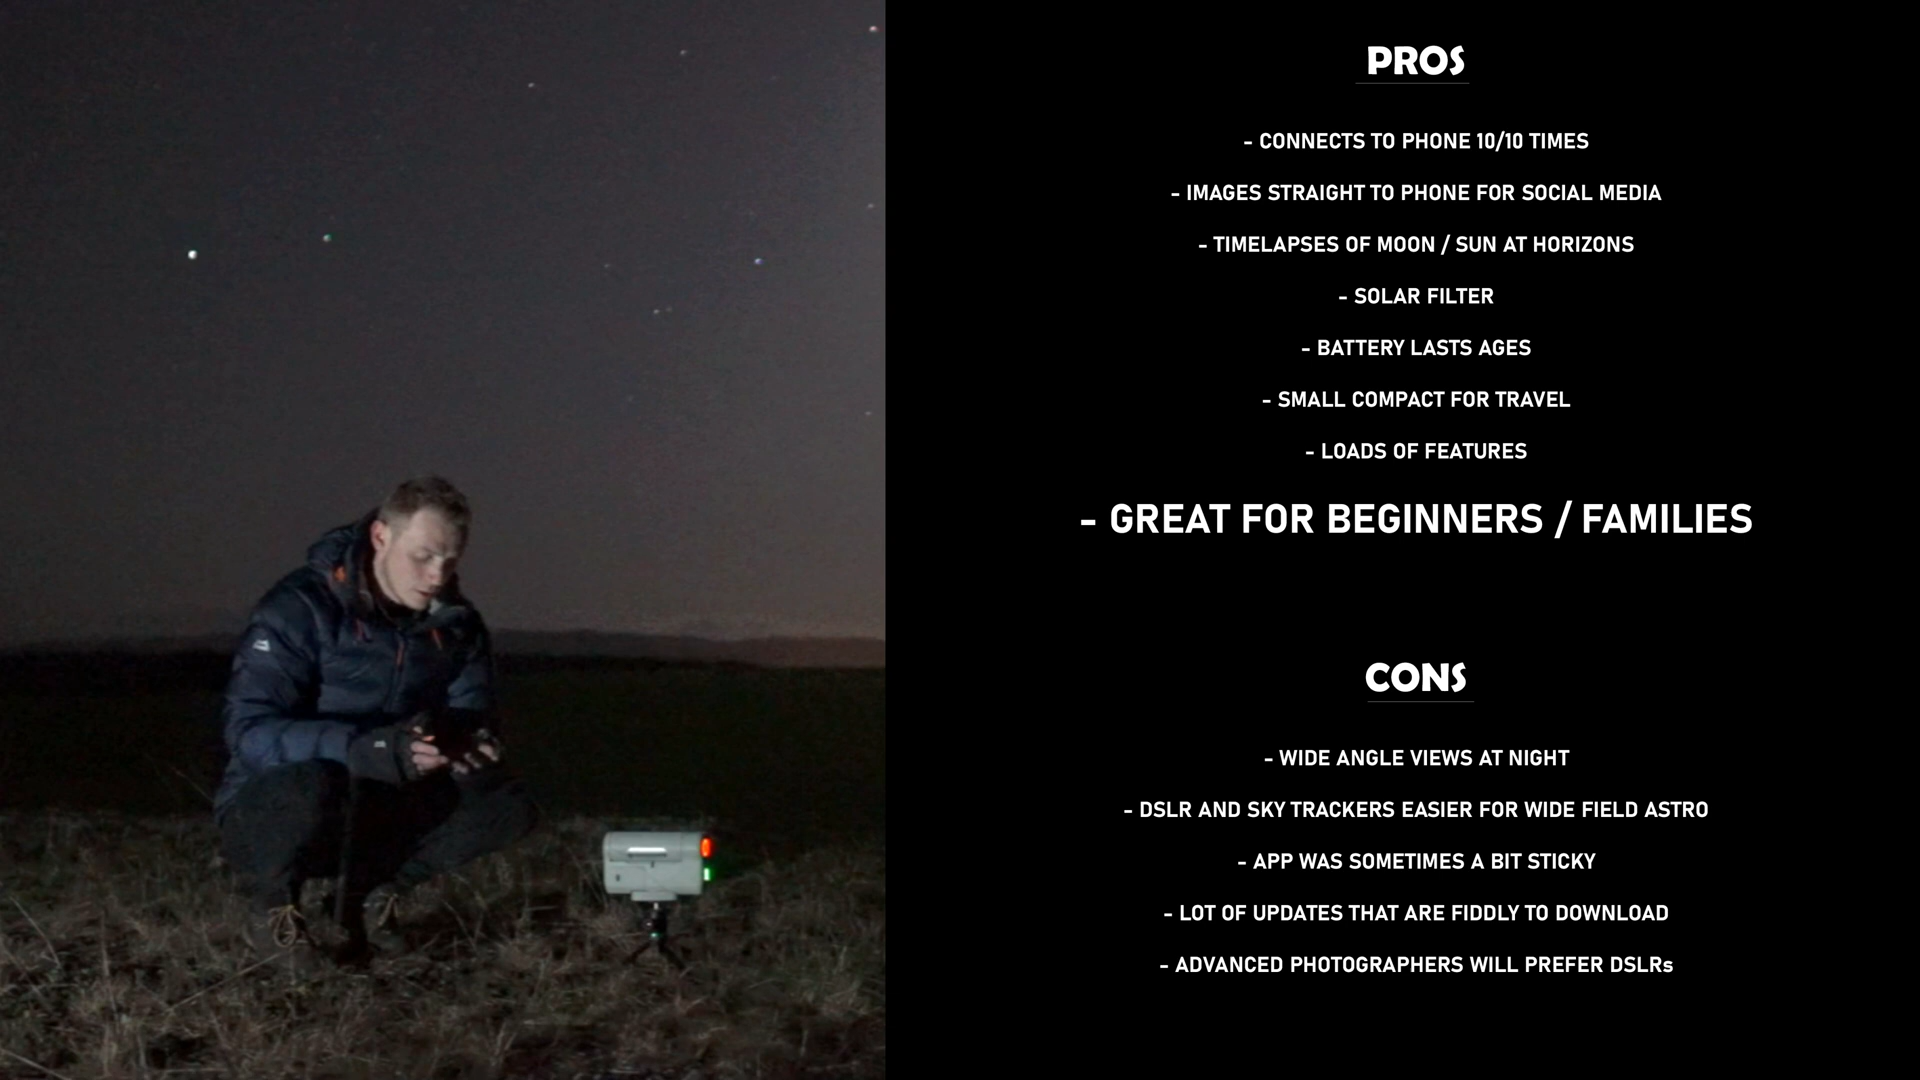 PROS
- CONNECTS TO PHONE 10/10 TIMES
- IMAGES STRAIGHT TO PHONE FOR SOCIAL MEDIA
- TIMELAPSES OF MOON / SUN AT HORIZONS
- SOLAR FILTER
- BATTERY LASTS AGES
- SMALL COMPACT FOR TRAVEL
- LOADS OF FEATURES
- GREAT FOR BEGINNERS / FAMILIES
CONS
- WIDE ANGLE VIEWS AT NIGHT
- DSLR AND SKY TRACKERS EASIER FOR WIDE FIELD ASTRO
- APP WAS SOMETIMES A BIT STICKY
- LOT OF UPDATES THAT ARE FIDDLY TO DOWNLOAD
- ADVANCED PHOTOGRAPHERS WILL PREFER DSLRs